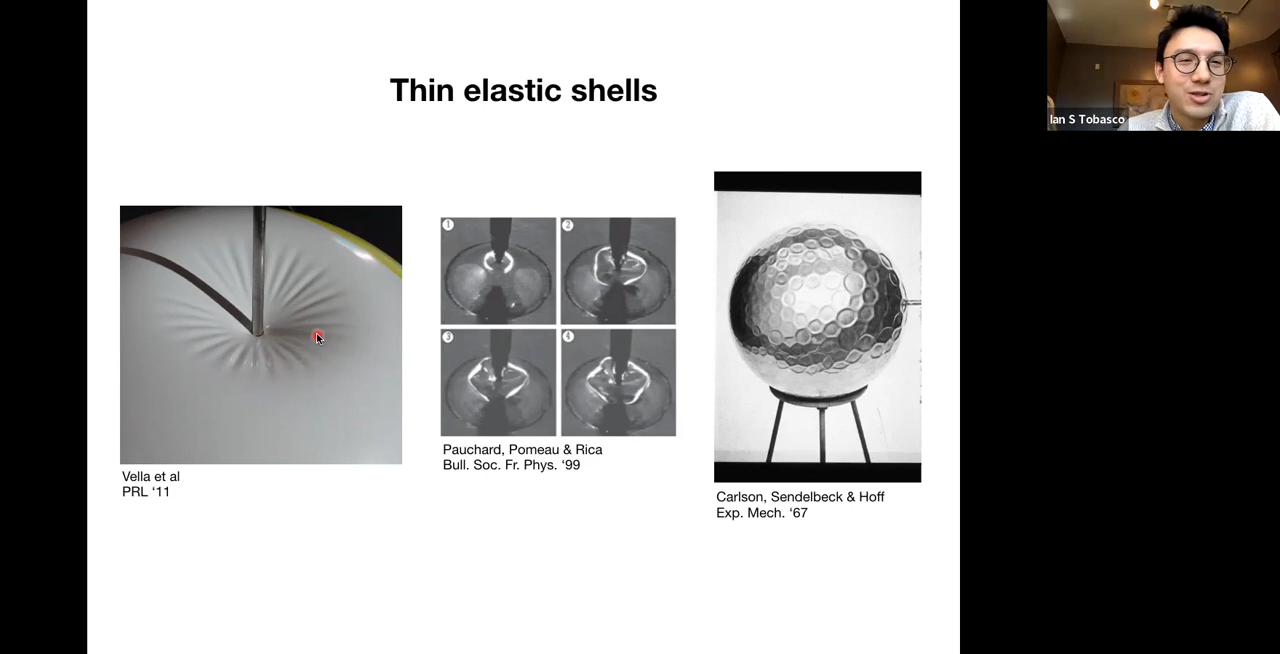 Thin elastic shells
Ian S Tobasco
1
2
3
4
Vella et al
PRL ‘11
Pauchard, Pomeau & Rica
Bull. Soc. Fr. Phys. ‘99
Carlson, Sendelbeck & Hoff
Exp. Mech. ‘67